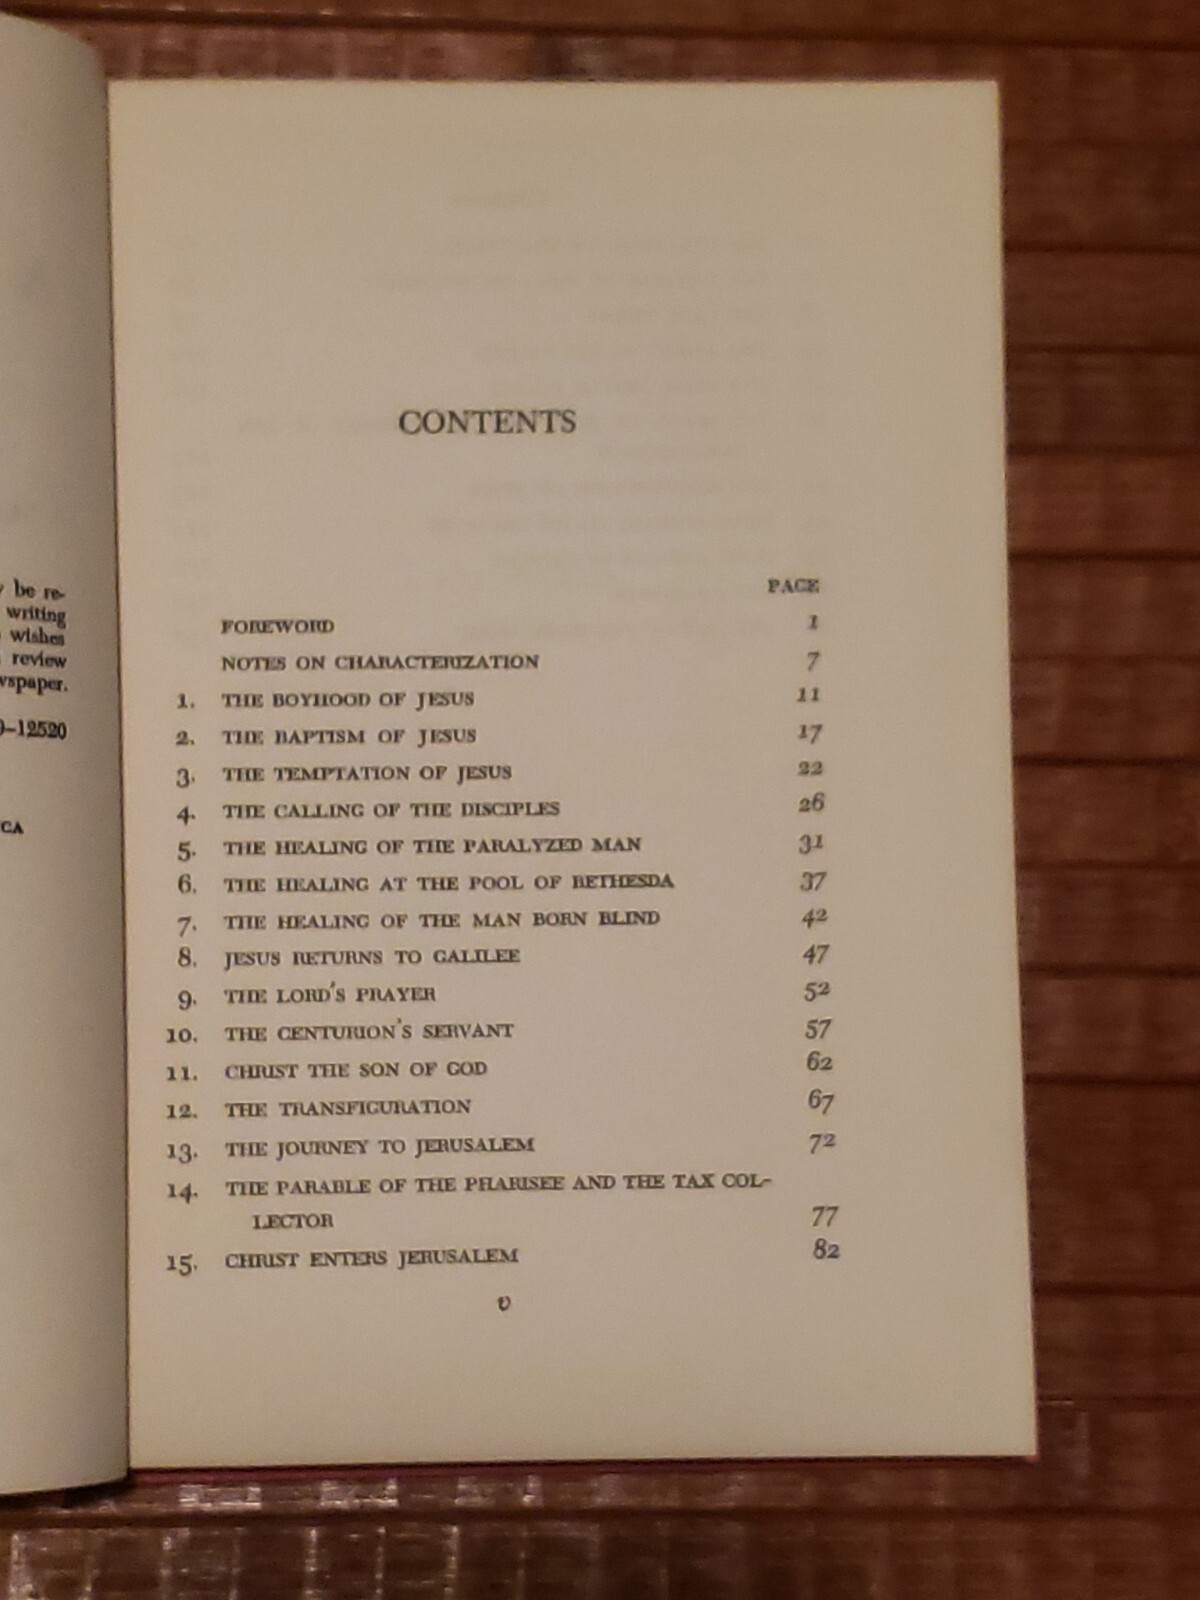 be re-
writing
wishes
review
wspaper.
9-12520
CA
CONTENTS
PAGE
FOREWORD 1
NOTES ON CHARACTERIZATION 7
1. THE BOYHOOD OF JESUS 11
2. THE BAPTISM OF JESUS 17
3. THE TEMPTATION OF JESUS 22
4. THE CALLING OF THE DISCIPLES 26
5. THE HEALING OF THE PARALYZED MAN 31
6. THE HEALING AT THE POOL OF BETHESDA 37
7. THE HEALING OF THE MAN BORN BLIND 42
8. JESUS RETURNS TO GALILEE 47
9. THE LORD'S PRAYER 52
10. THE CENTURION'S SERVANT 57
11. CHRIST THE SON OF GOD 62
12. THE TRANSFIGURATION 67
13. THE JOURNEY TO JERUSALEM 72
14. THE PARABLE OF THE PHARISEE AND THE TAX COL-
LECTOR 77
15. CHRIST ENTERS JERUSALEM 82
v